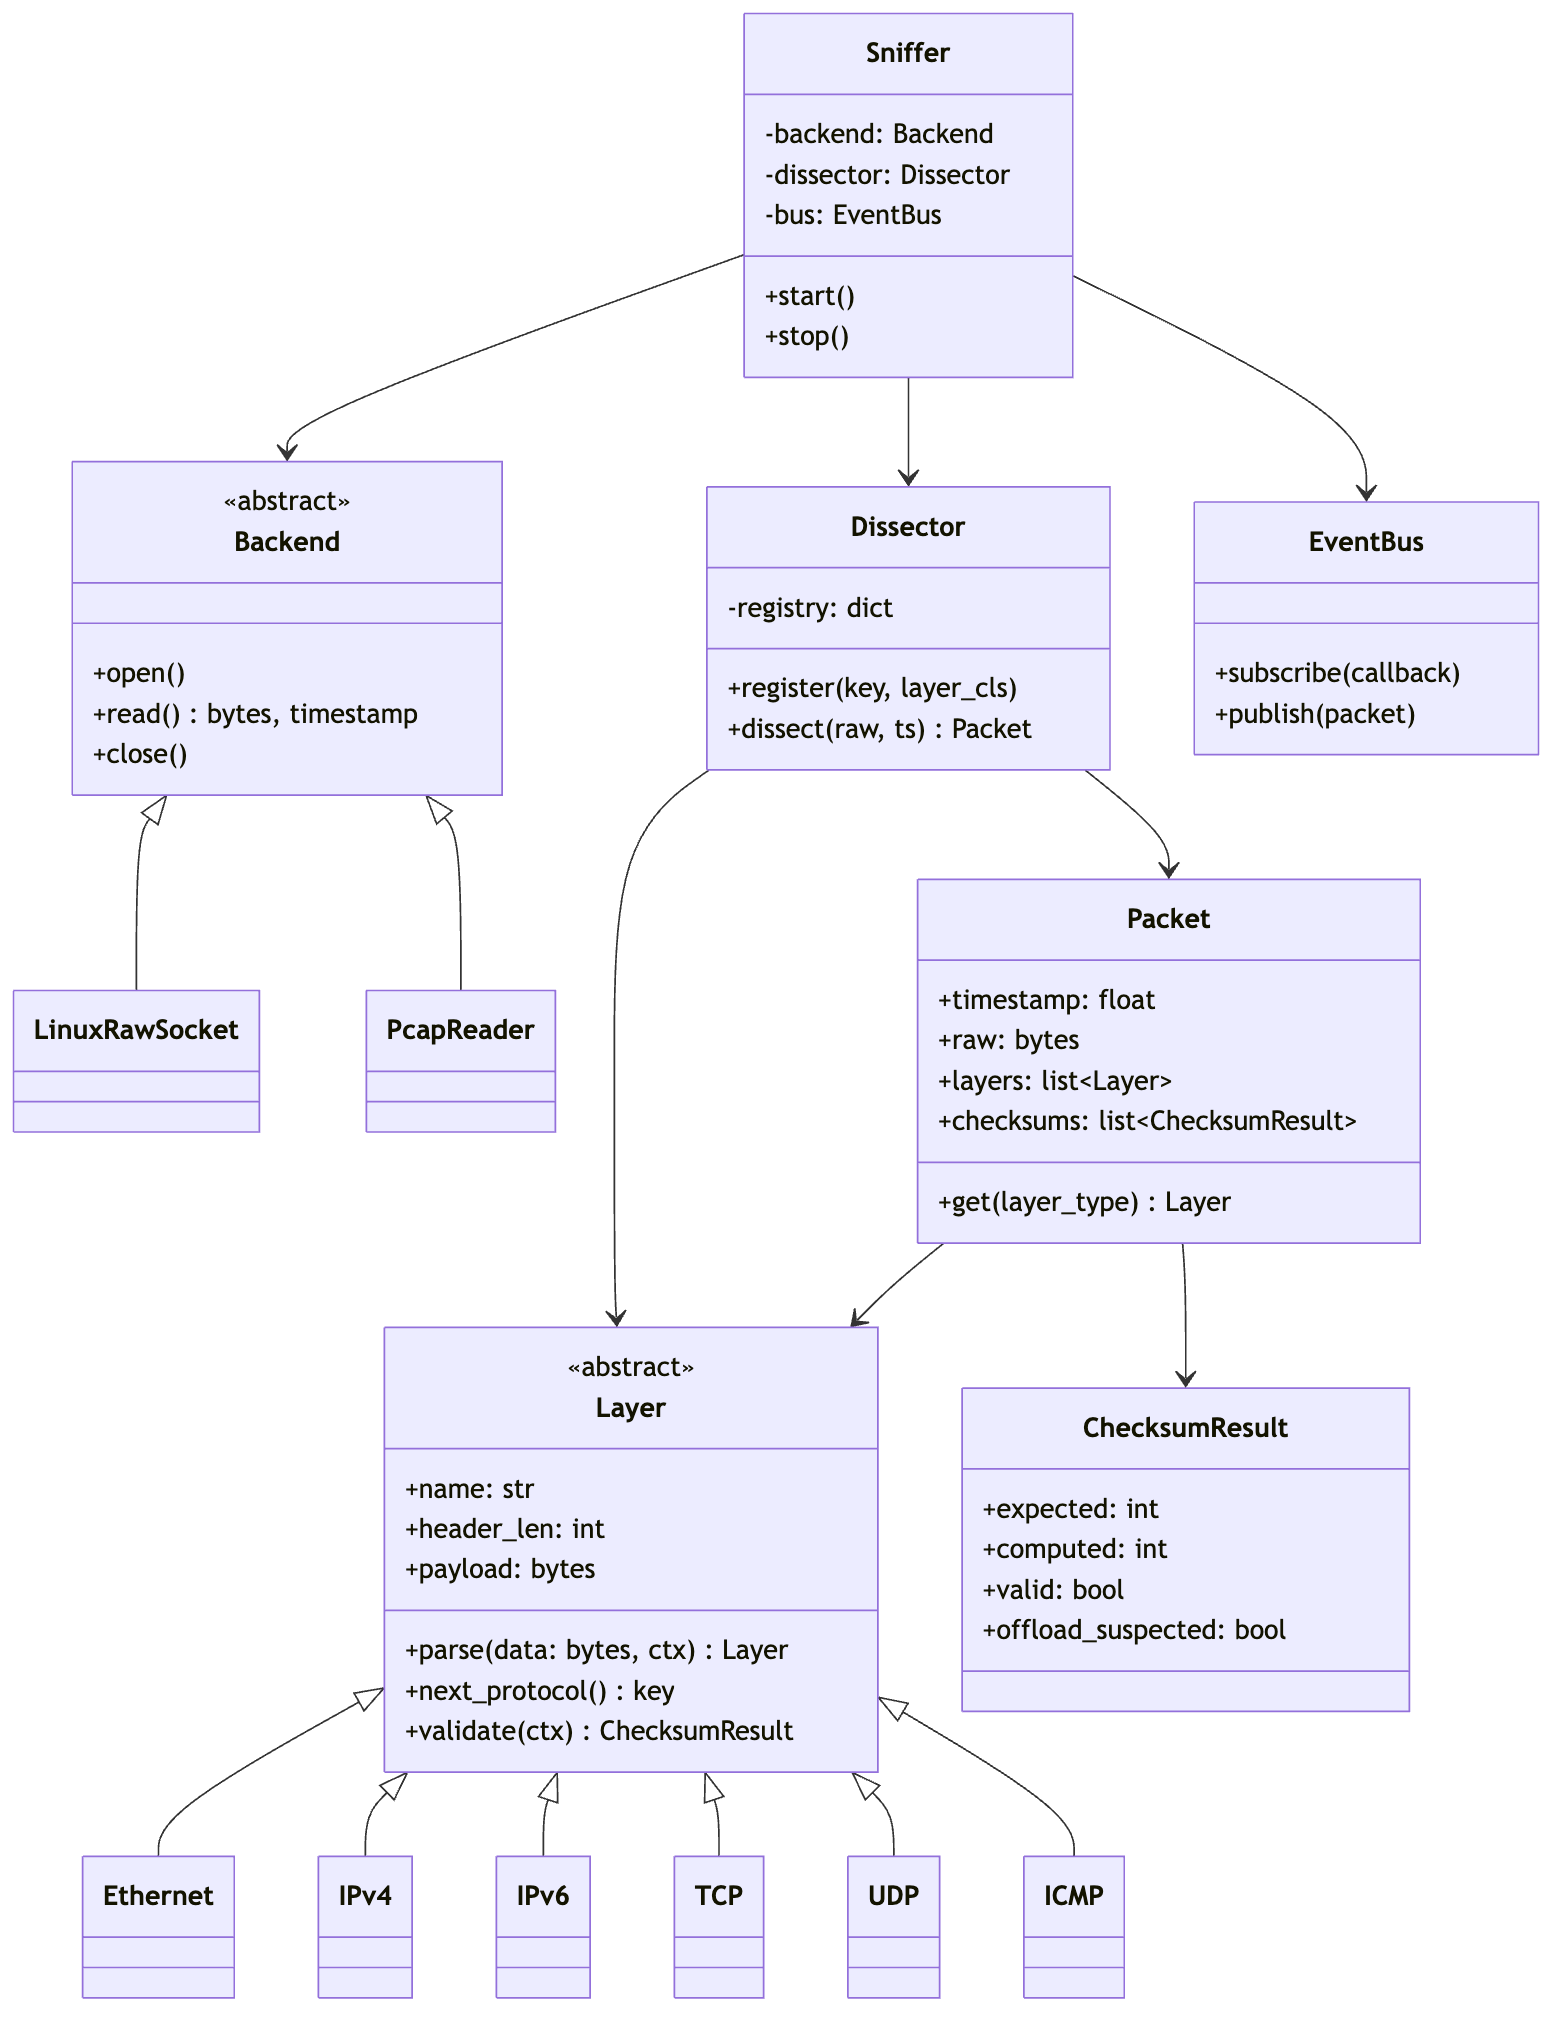 Sniffer
-backend: Backend
-dissector: Dissector
-bus: EventBus
+start()
+stop()
«abstract»
Backend
+open()
+read() : bytes, timestamp
+close()
Dissector
-registry: dict
+register(key, layer_cls)
+dissect(raw, ts) : Packet
EventBus
+subscribe(callback)
+publish(packet)
LinuxRawSocket
PcapReader
Packet
+timestamp: float
+raw: bytes
+layers: list<Layer>
+checksums: list<ChecksumResult>
+get(layer_type) : Layer
«abstract»
Layer
+name: str
+header_len: int
+payload: bytes
+parse(data: bytes, ctx) : Layer
+next_protocol() : key
+validate(ctx) : ChecksumResult
ChecksumResult
+expected: int
+computed: int
+valid: bool
+offload_suspected: bool
Ethernet
IPv4
IPv6
TCP
UDP
ICMP